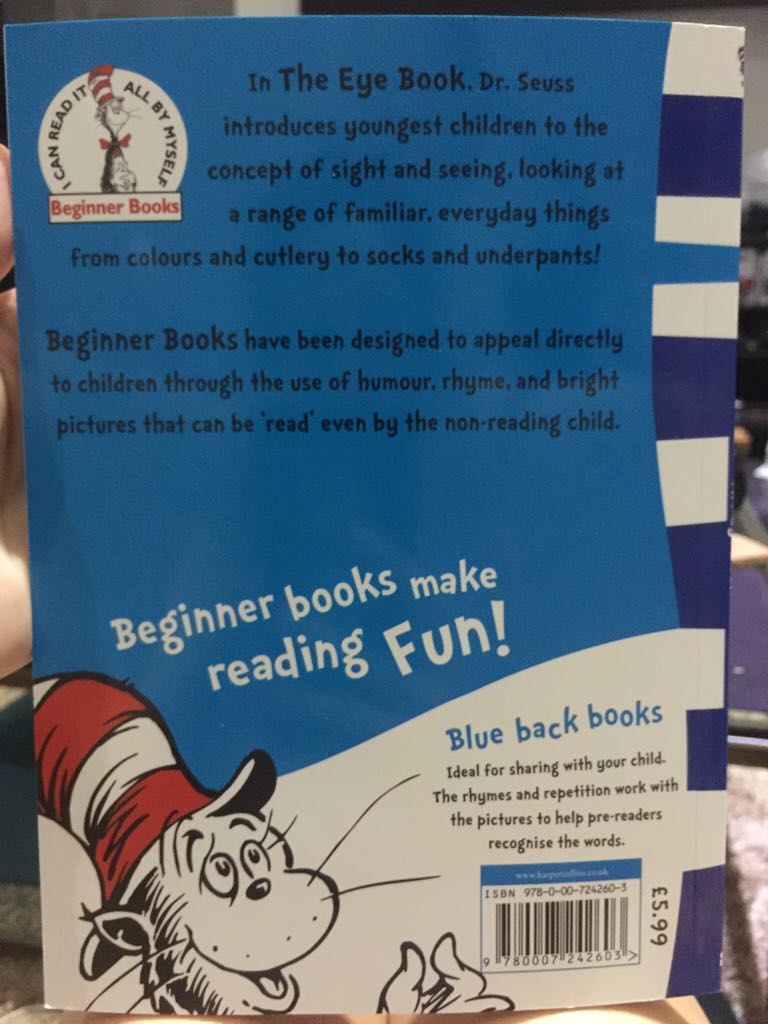 I CAN READ IT ALL BY MYSELF
Beginner Books
In The Eye Book, Dr. Seuss
introduces youngest children to the
concept of sight and seeing, looking at
a range of familiar, everyday things
from colours and cutlery to socks and underpants!
Beginner Books have been designed to appeal directly
to children through the use of humour, rhyme, and bright
pictures that can be 'read' even by the non-reading child.
Beginner books make
reading Fun!
Blue back books
Ideal for sharing with your child.
The rhymes and repetition work with
the pictures to help pre-readers
recognise the words.
www.harpercollins.co.uk
ISBN 978-0-00-724260-3
9 780007 242603 >
£5.99